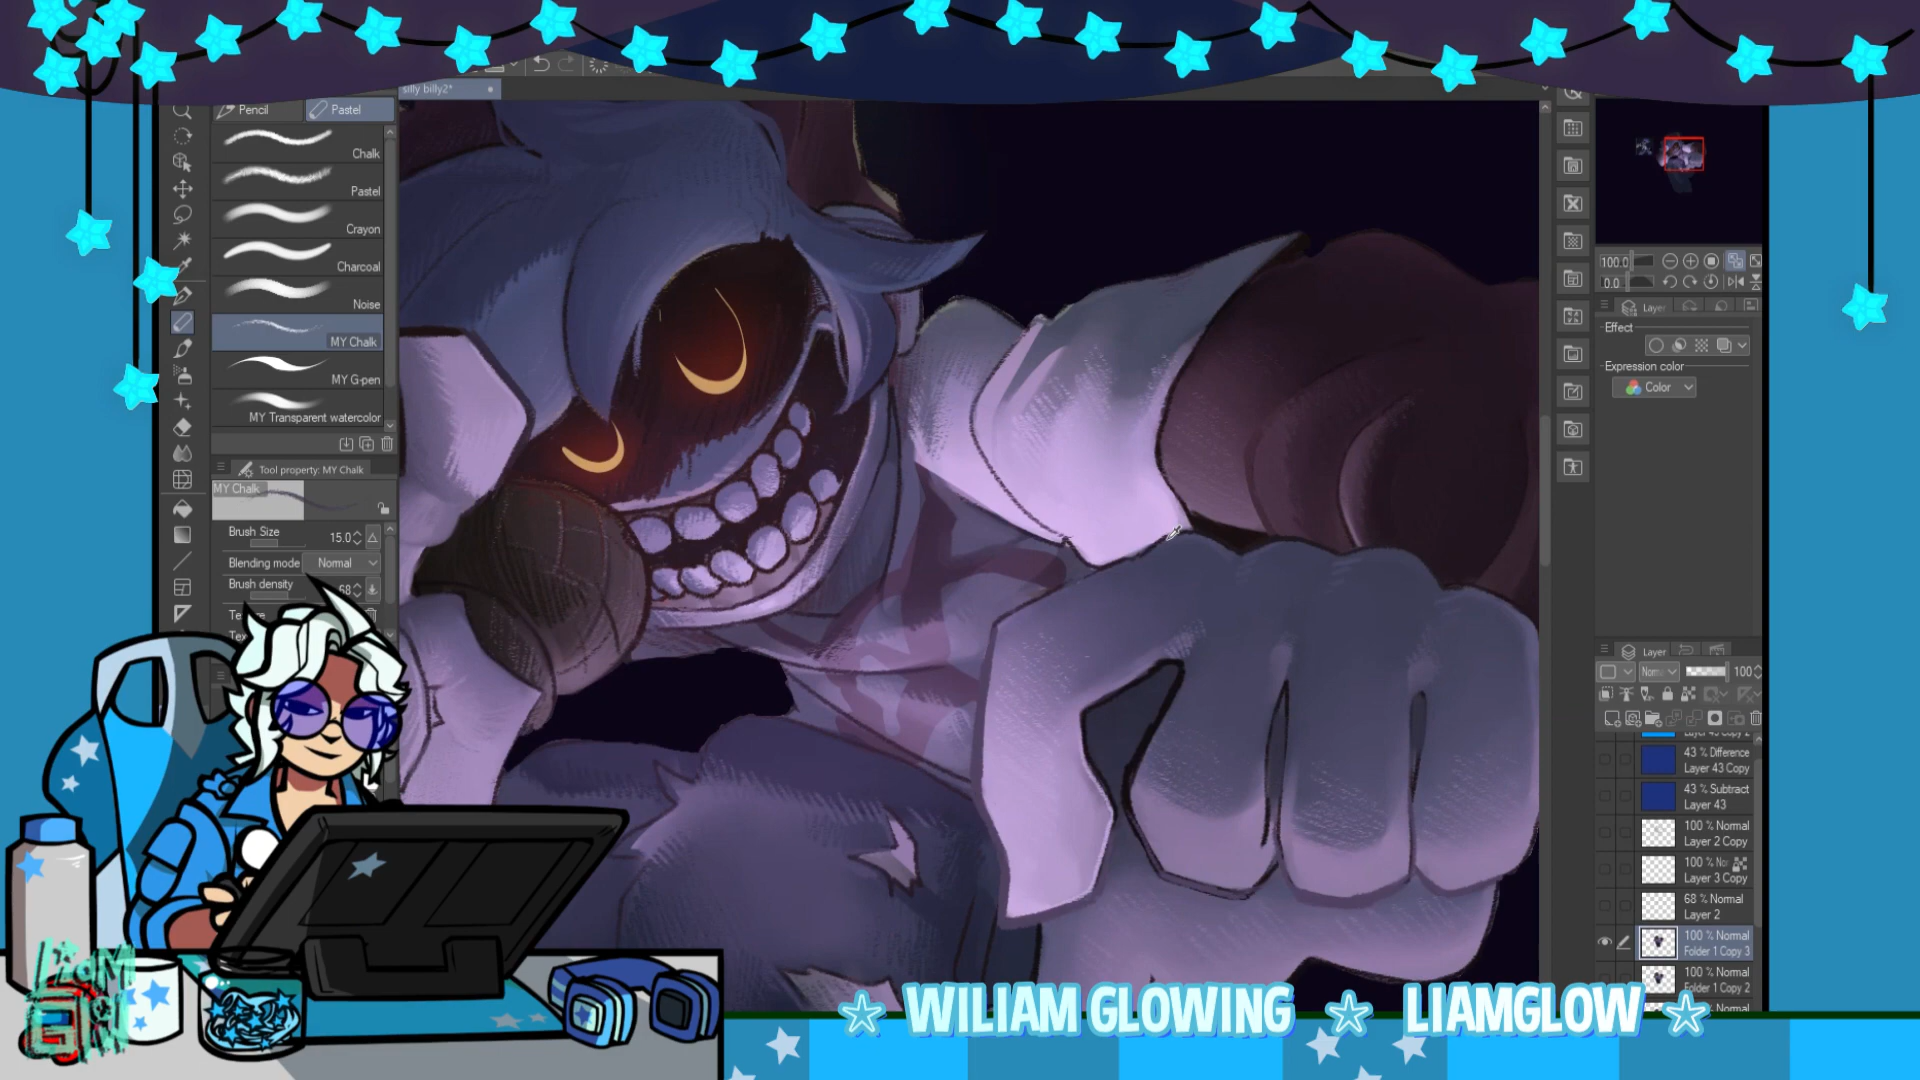 silly billy2*
Pencil
Pastel
Chalk
Pastel
Crayon
Charcoal
Noise
MY Chalk
MY G-pen
MY Transparent watercolor
Tool property: MY Chalk
MY Chalk
Brush Size 15.0
Blending mode Normal
Brush density 68
100.0
0.0
Layer
Effect
Expression color
Color
Layer
100
43 % Difference
Layer 43 Copy
43 % Subtract
Layer 43
100 % Normal
Layer 2 Copy
Layer 3 Copy
68 % Normal
Layer 2
100 % Normal
Folder 1 Copy 3
100 % Normal
Folder 1 Copy 2
WILIAM GLOWING
LIAMGLOW